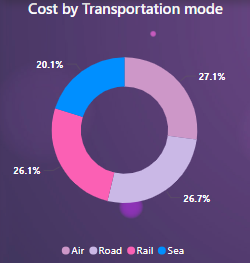 Cost by Transportation mode
20.1%
27.1%
26.1%
26.7%
Air Road Rail Sea